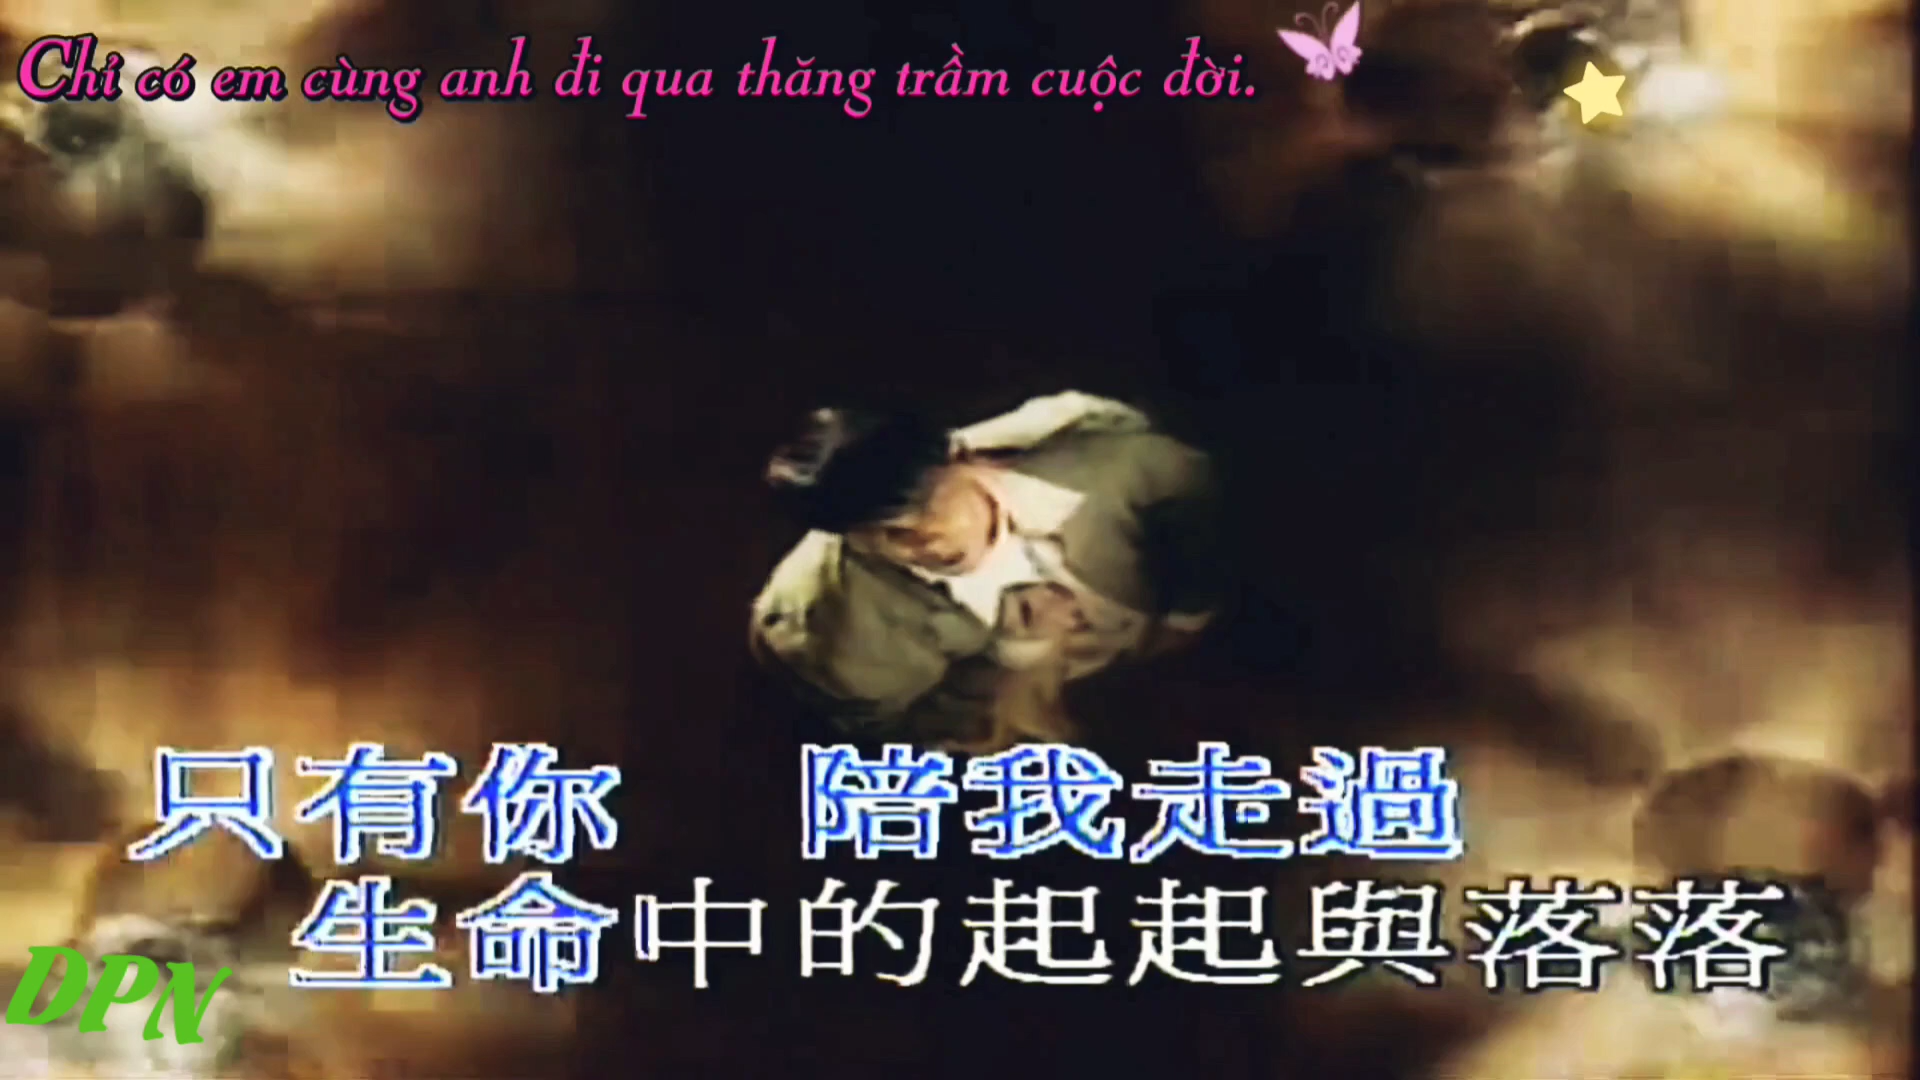 Chỉ có em cùng anh đi qua thăng trầm cuộc đời.
只有你 陪我走過
生命中的起起與落落
DPN